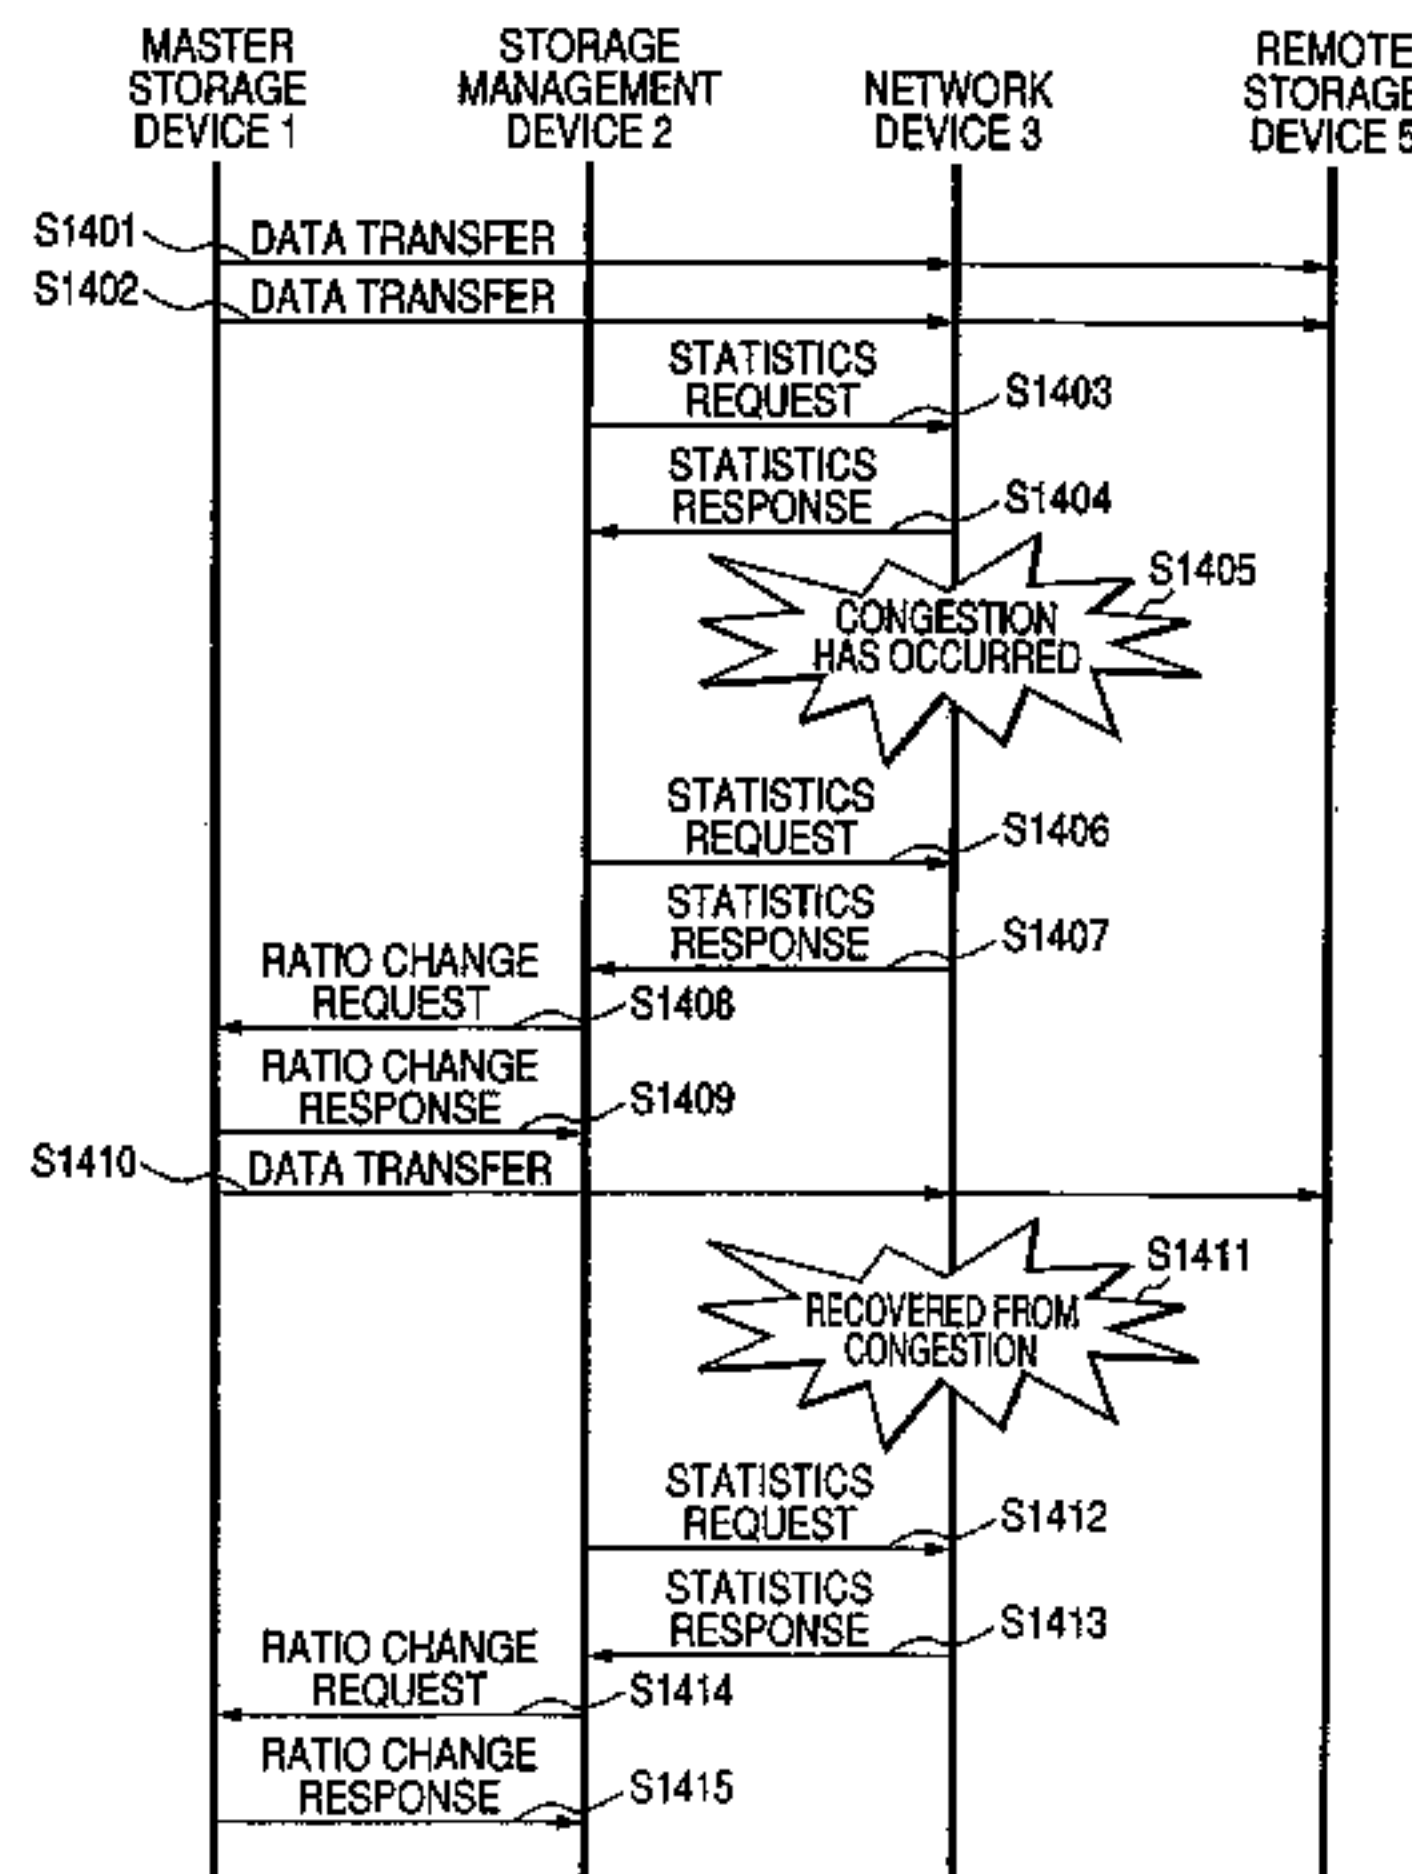 MASTER
STORAGE
DEVICE 1
STORAGE
MANAGEMENT
DEVICE 2
NETWORK
DEVICE 3
REMOTE
STORAGE
DEVICE 5
S1401
DATA TRANSFER
S1402
DATA TRANSFER
STATISTICS
REQUEST
S1403
STATISTICS
RESPONSE
S1404
CONGESTION
HAS OCCURRED
S1405
STATISTICS
REQUEST
S1406
STATISTICS
RESPONSE
S1407
RATIO CHANGE
REQUEST
S1408
RATIO CHANGE
RESPONSE
S1409
S1410
DATA TRANSFER
RECOVERED FROM
CONGESTION
S1411
STATISTICS
REQUEST
S1412
STATISTICS
RESPONSE
S1413
RATIO CHANGE
REQUEST
S1414
RATIO CHANGE
RESPONSE
S1415